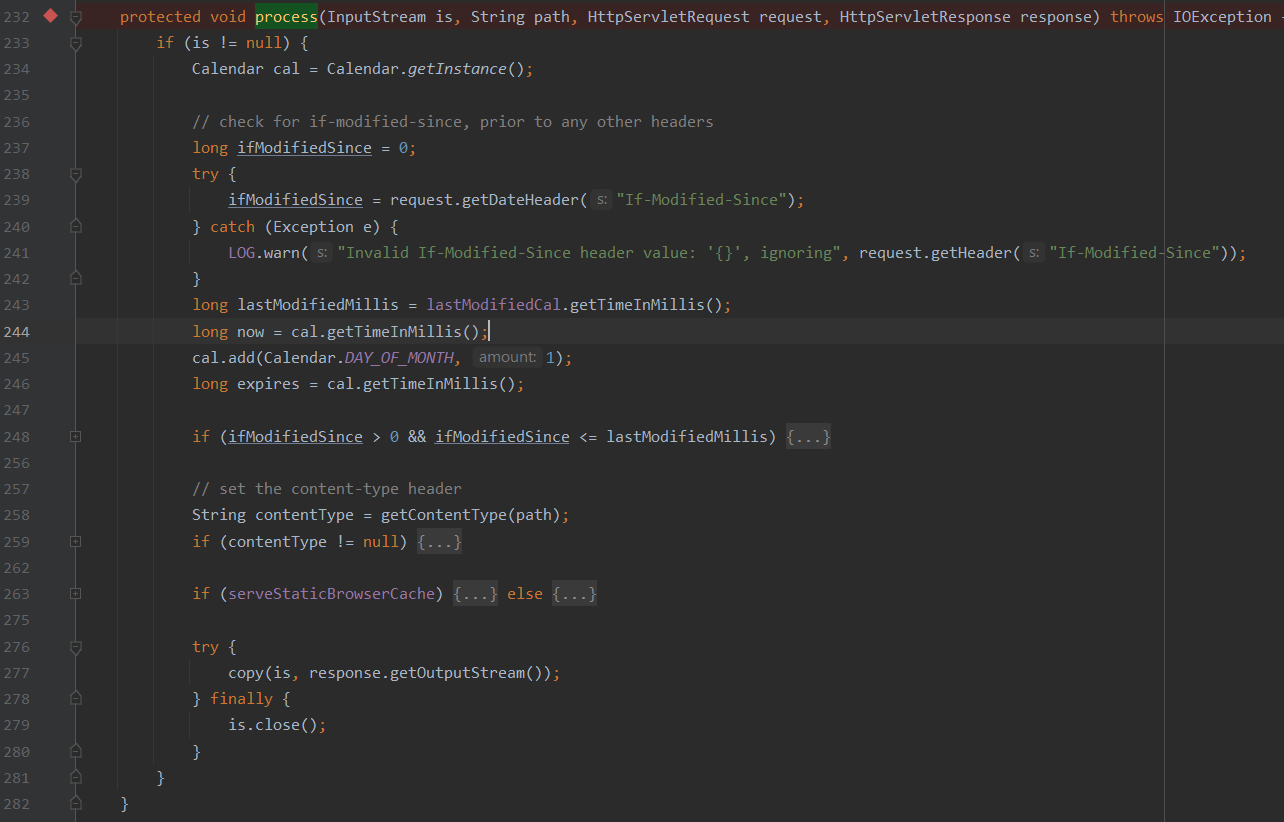 232 protected void process(InputStream is, String path, HttpServletRequest request, HttpServletResponse response) throws IOException
233 if (is != null) {
234 Calendar cal = Calendar.getInstance();
235
236 // check for if-modified-since, prior to any other headers
237 long ifModifiedSince = 0;
238 try {
239 ifModifiedSince = request.getDateHeader( s: "If-Modified-Since");
240 } catch (Exception e) {
241 LOG.warn( s: "Invalid If-Modified-Since header value: '{}', ignoring", request.getHeader( s: "If-Modified-Since"));
242 }
243 long lastModifiedMillis = lastModifiedCal.getTimeInMillis();
244 long now = cal.getTimeInMillis();
245 cal.add(Calendar.DAY_OF_MONTH, amount: 1);
246 long expires = cal.getTimeInMillis();
247
248 if (ifModifiedSince > 0 && ifModifiedSince <= lastModifiedMillis) {...}
256
257 // set the content-type header
258 String contentType = getContentType(path);
259 if (contentType != null) {...}
262
263 if (serveStaticBrowserCache) {...} else {...}
275
276 try {
277 copy(is, response.getOutputStream());
278 } finally {
279 is.close();
280 }
281 }
282 }